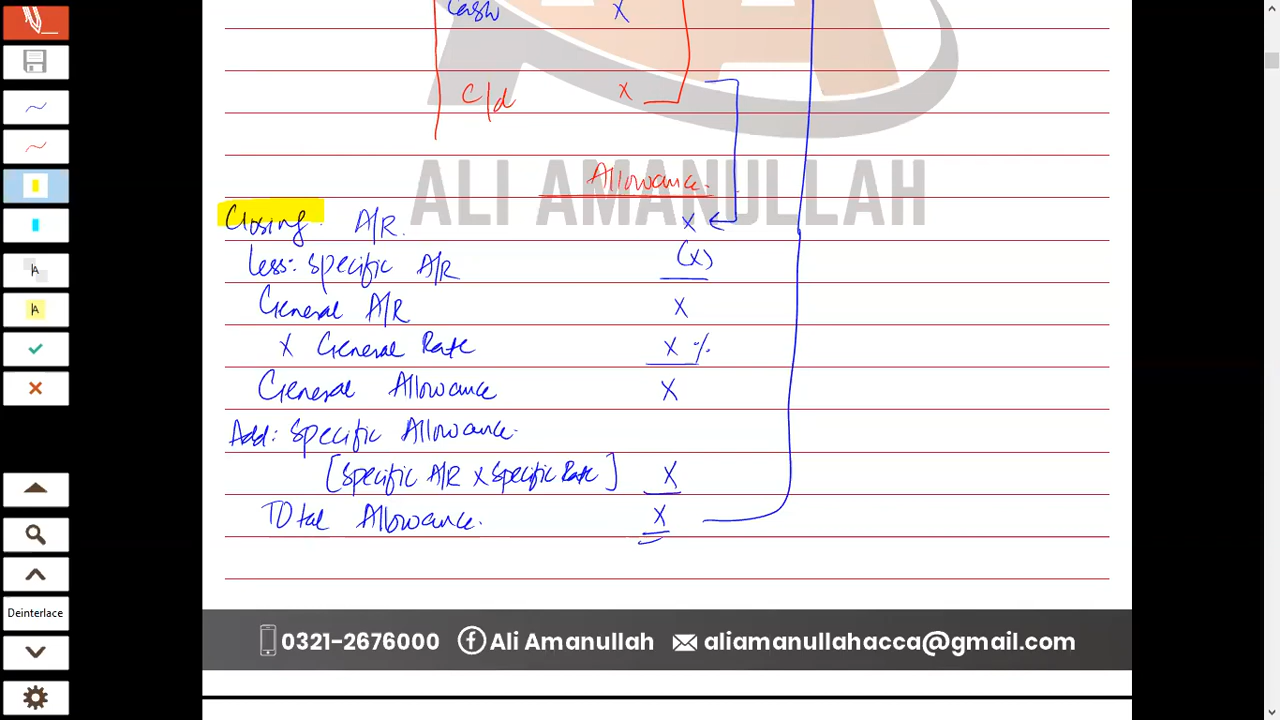 Cash X
C/d X
ALI AMANULLAH
Allowance.
Closing A/R. X
less: Specific A/R (X)
General A/R X
X General Rate X %
General Allowance X
Add: Specific Allowance.
[Specific A/R X Specific Rate] X
Total Allowance. X
Deinterlace
0321-2676000 Ali Amanullah aliamanullahacca@gmail.com